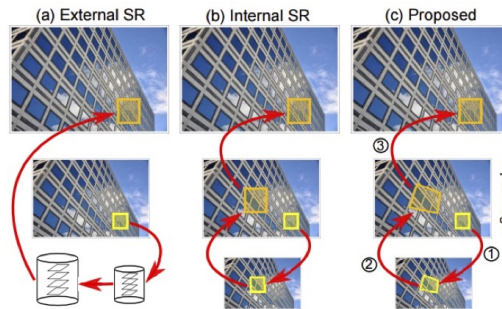 (a) External SR
(b) Internal SR
(c) Proposed
③
②
①